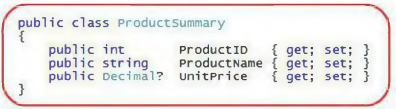 public class ProductSummary
{
    public int      ProductID   { get; set; }
    public string   ProductName { get; set; }
    public Decimal? UnitPrice   { get; set; }
}